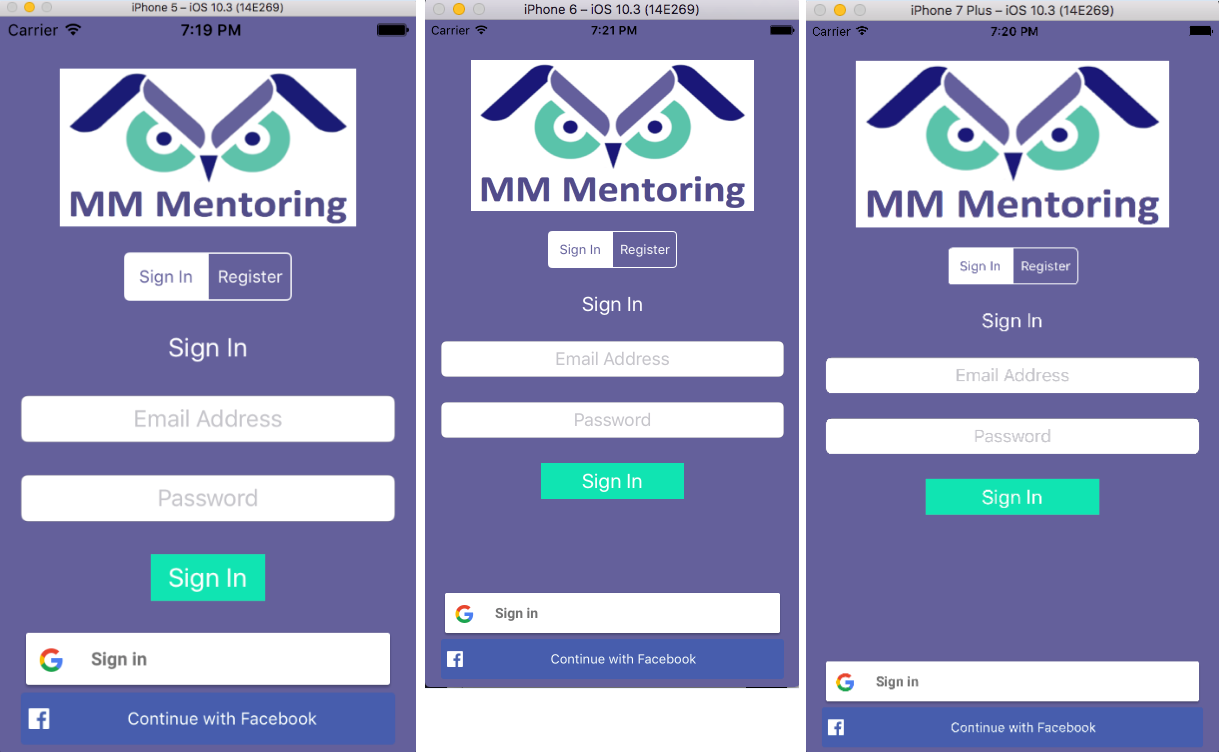 iPhone 5 – iOS 10.3 (14E269)
Carrier 7:19 PM
MM Mentoring
Sign In Register
Sign In
Email Address
Password
Sign In
Sign in
Continue with Facebook
iPhone 6 – iOS 10.3 (14E269)
Carrier 7:21 PM
MM Mentoring
Sign In Register
Sign In
Email Address
Password
Sign In
Sign in
Continue with Facebook
iPhone 7 Plus – iOS 10.3 (14E269)
Carrier 7:20 PM
MM Mentoring
Sign In Register
Sign In
Email Address
Password
Sign In
Sign in
Continue with Facebook